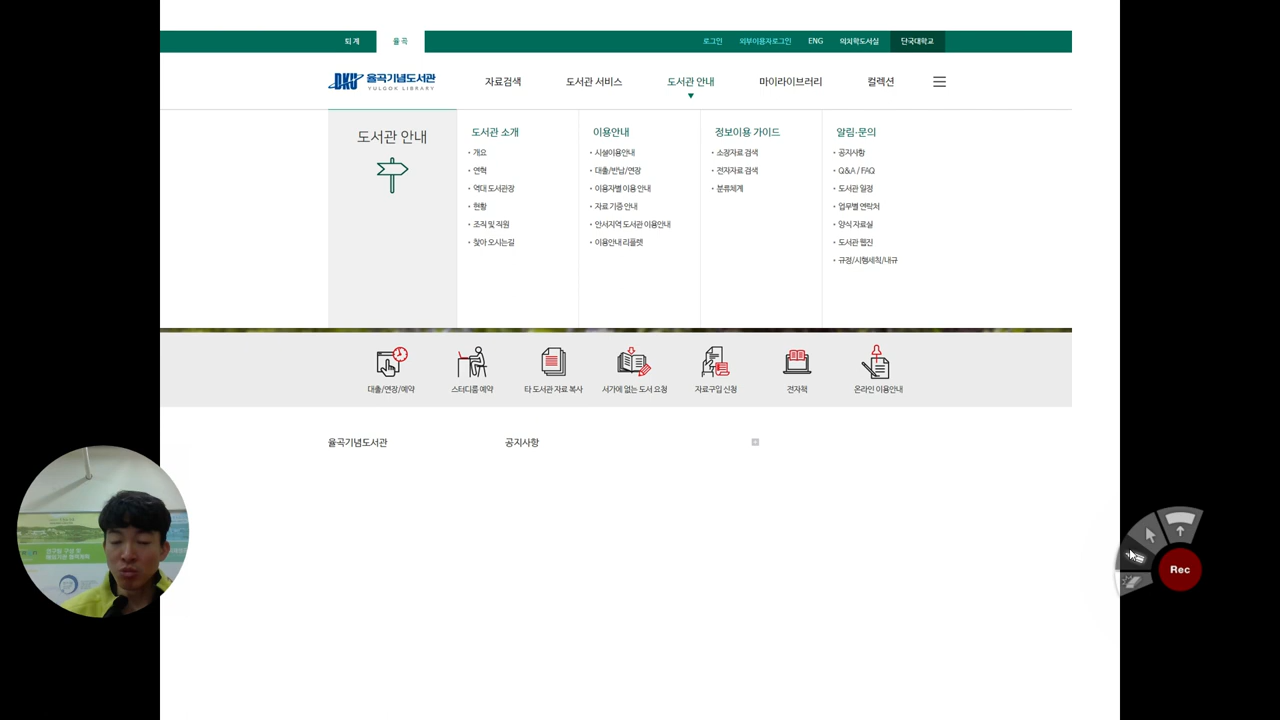 퇴계 율곡 로그인 외부이용자로그인 ENG 의치학도서실 단국대학교
DKU 율곡기념도서관
YULGOK LIBRARY
자료검색 도서관 서비스 도서관 안내 마이라이브러리 컬렉션
도서관 안내
도서관 소개
개요
연혁
역대 도서관장
현황
조직 및 직원
찾아 오시는길
이용안내
시설이용안내
대출/반납/연장
이용자별 이용 안내
자료 기증 안내
안서지역 도서관 이용안내
이용안내 리플렛
정보이용 가이드
소장자료 검색
전자자료 검색
분류체계
알림·문의
공지사항
Q&A / FAQ
도서관 일정
업무별 연락처
양식 자료실
도서관 웹진
규정/시행세칙/내규
대출/연장/예약
스터디룸 예약
타 도서관 자료 복사
서가에 없는 도서 요청
자료구입 신청
전자책
온라인 이용안내
율곡기념도서관
공지사항
Rec